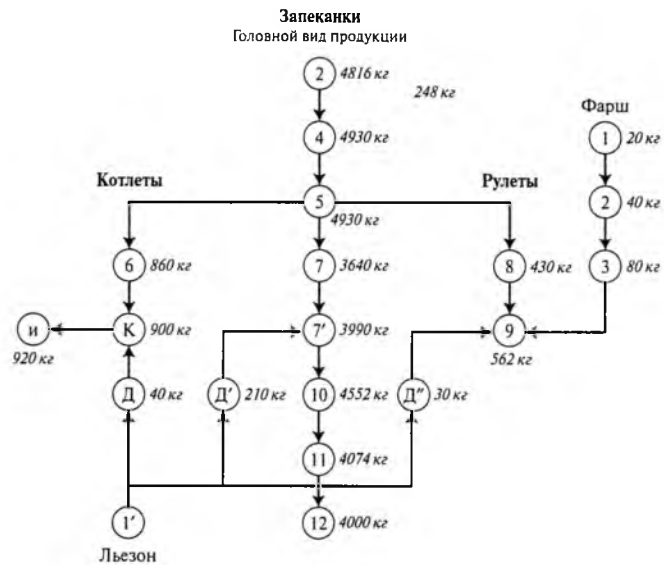 Запеканки
Головной вид продукции
2 4816 кг
248 кг
Фарш
4 4930 кг
1 20 кг
Котлеты
Рулеты
5
4930 кг
2 40 кг
6 860 кг
7 3640 кг
8 430 кг
3 80 кг
и
920 кг
К 900 кг
7' 3990 кг
9
562 кг
Д 40 кг
Д' 210 кг
10 4552 кг
Д" 30 кг
11 4074 кг
1'
12 4000 кг
Льезон